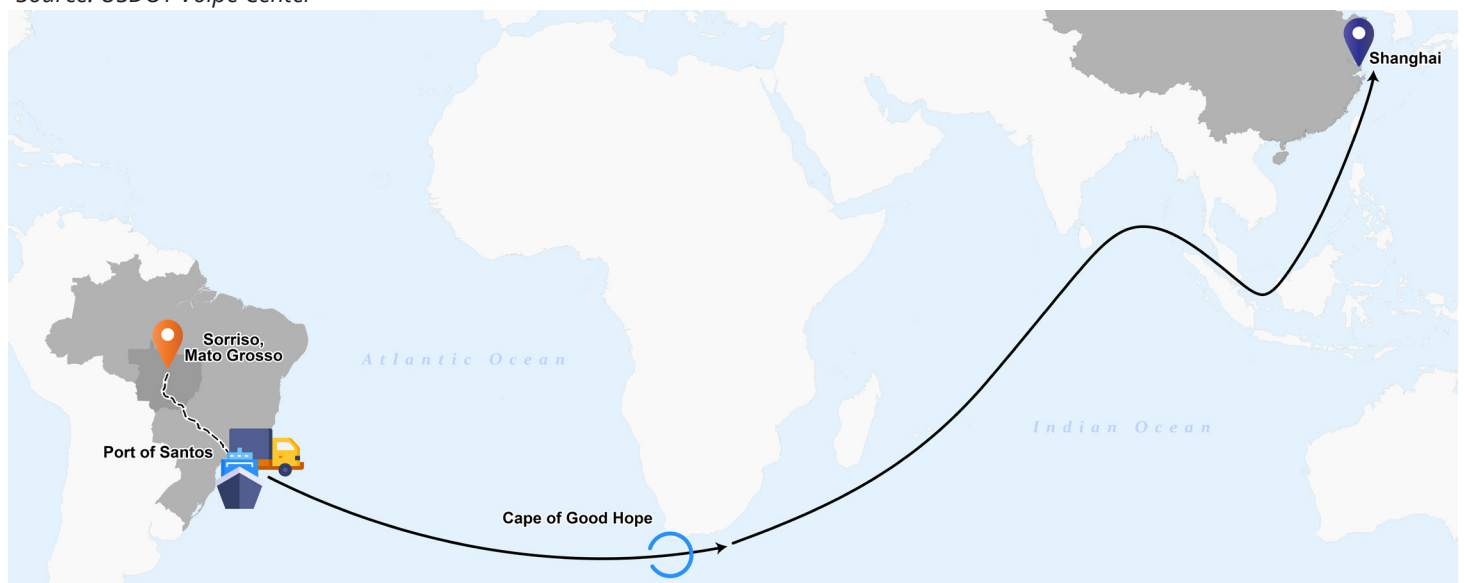 Source: USDOT Volpe Center
Shanghai
Sorriso,
Mato Grosso
Atlantic Ocean
Indian Ocean
Port of Santos
Cape of Good Hope